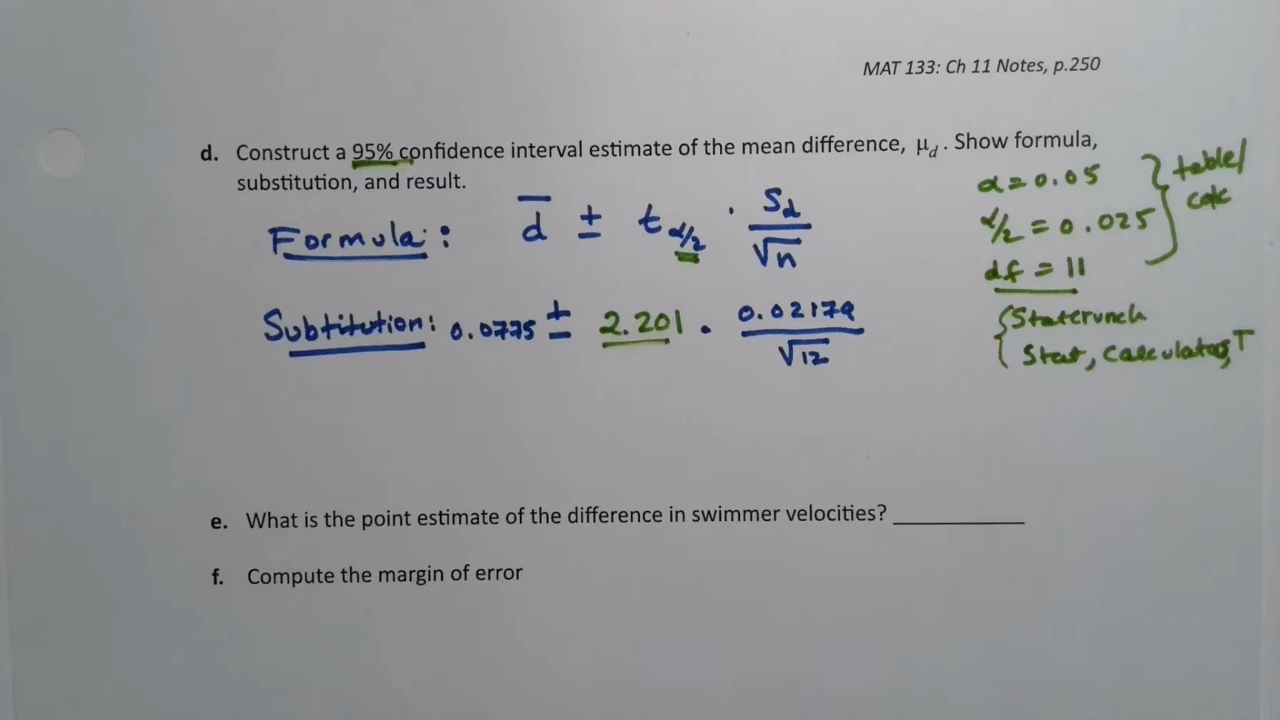 MAT 133: Ch 11 Notes, p.250
d. Construct a 95% confidence interval estimate of the mean difference, μd. Show formula,
substitution, and result.
Formula: d̄ ± tα/2 · Sd/√n
α = 0.05
α/2 = 0.025
df = 11
} table/
calc
Subtitution: 0.0775 ± 2.201 · 0.02179/√12
{ Statcrunch
Stat, Calculators, T
e. What is the point estimate of the difference in swimmer velocities? ____________
f. Compute the margin of error